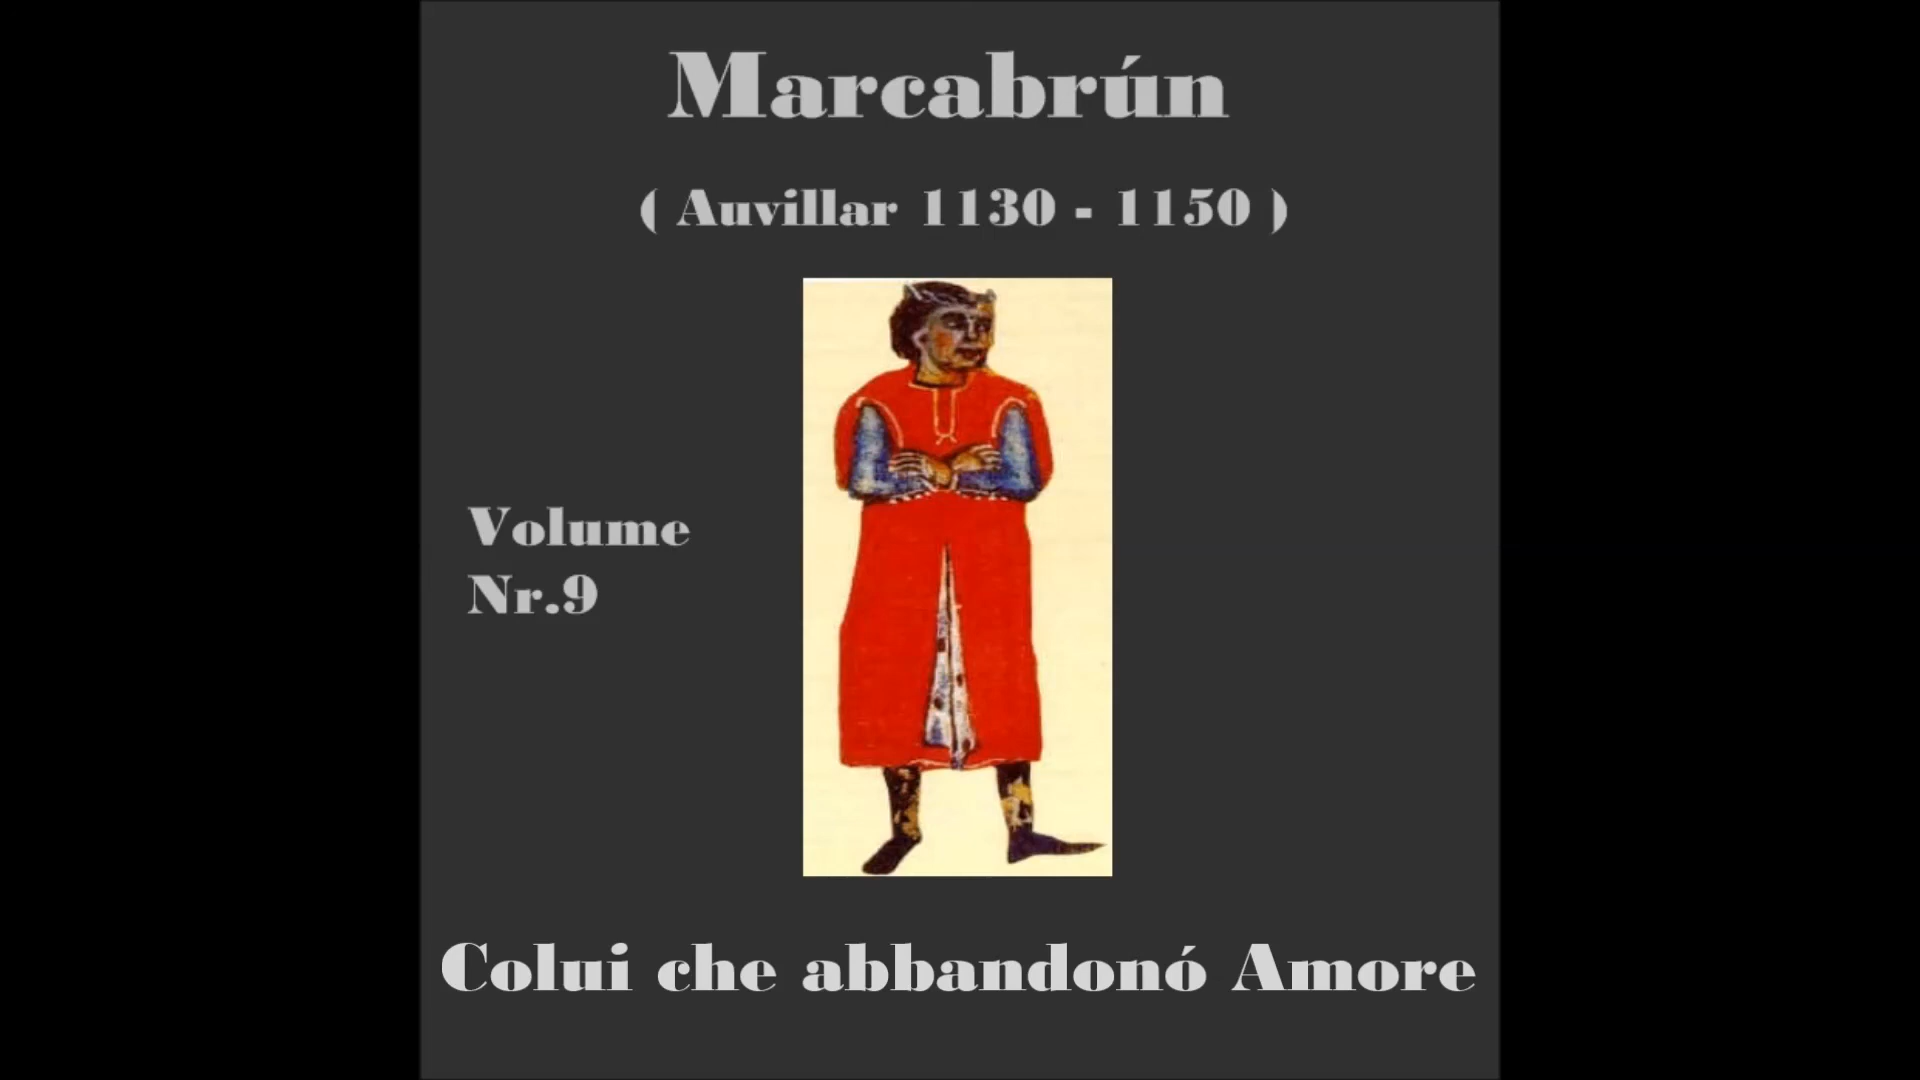 Marcabrún
( Auvillar 1130 - 1150 )
Volume
Nr.9
Colui che abbandonó Amore